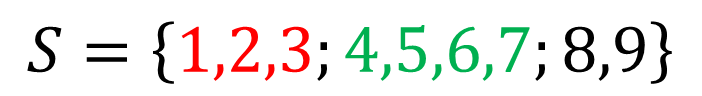 S = {1,2,3; 4,5,6,7; 8,9}